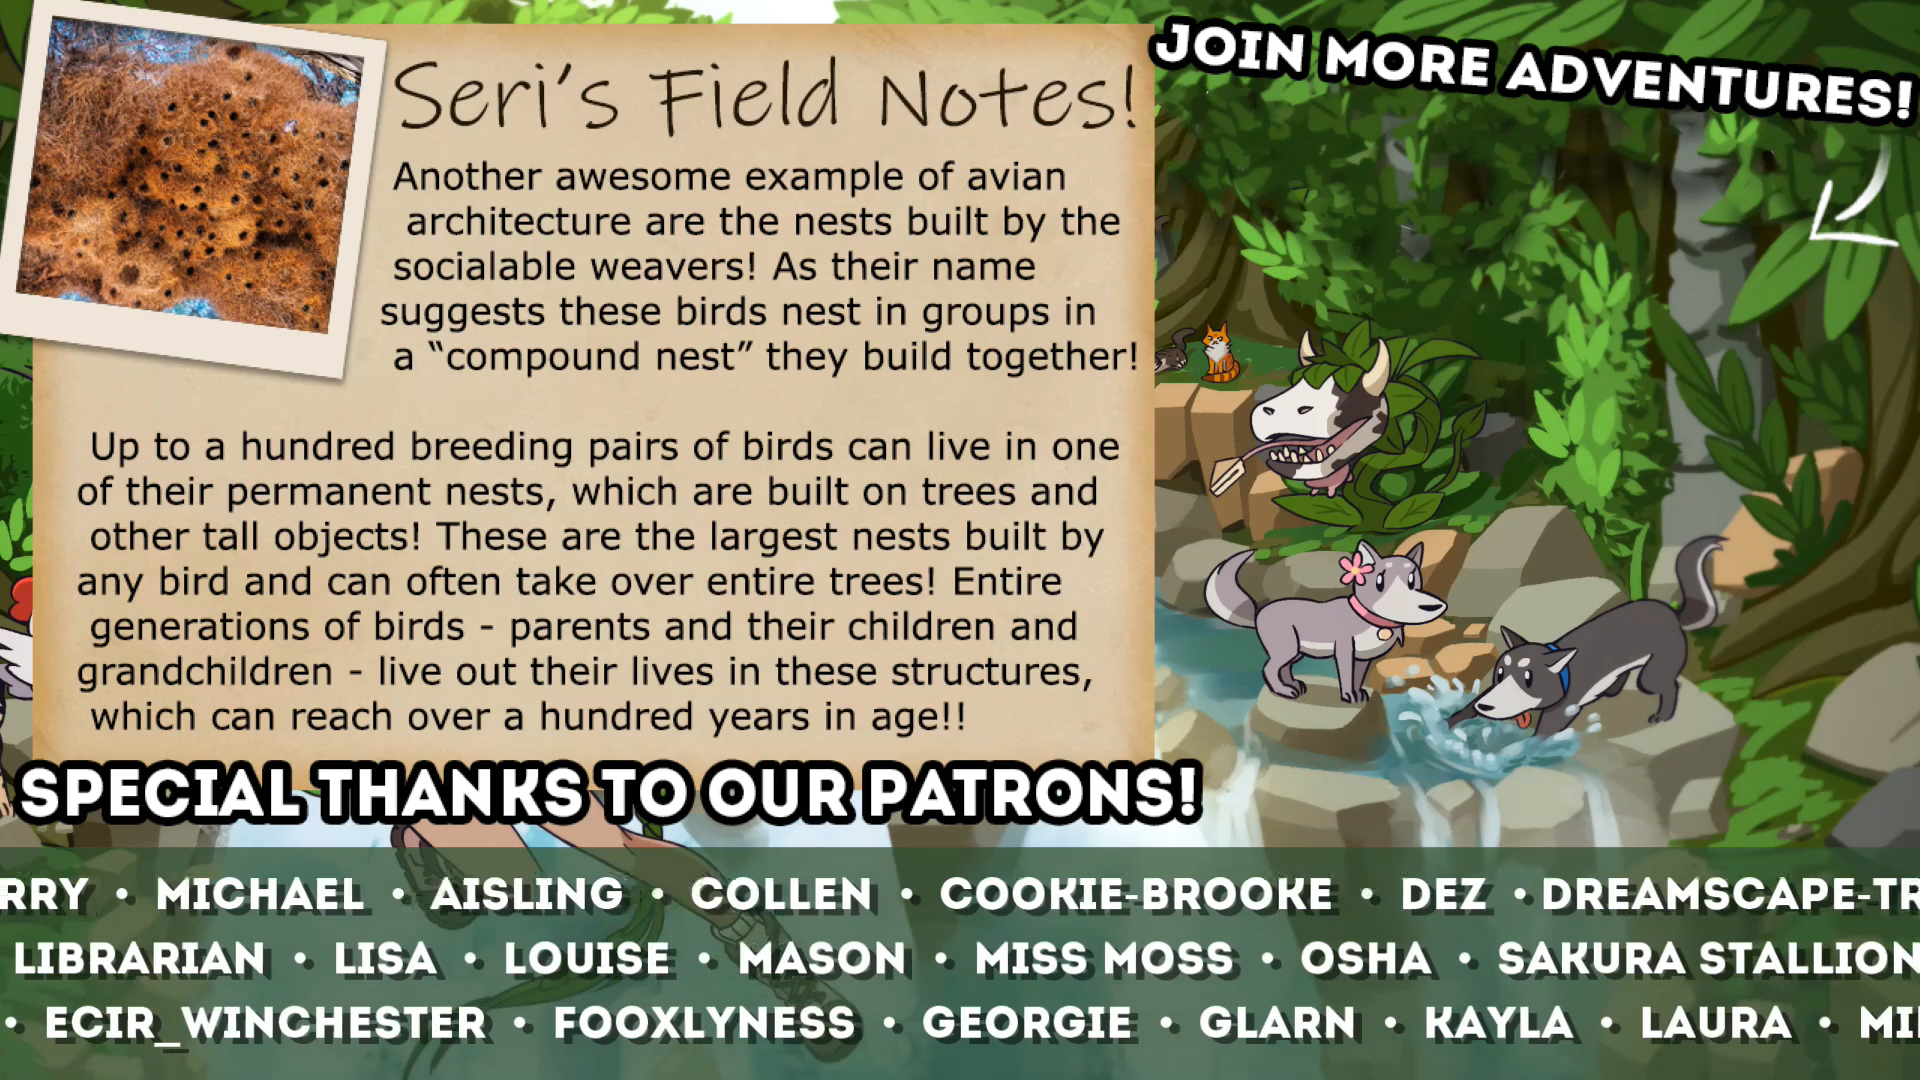 Seri's Field Notes!
JOIN MORE ADVENTURES!
Another awesome example of avian
architecture are the nests built by the
socialable weavers! As their name
suggests these birds nest in groups in
a “compound nest” they build together!
Up to a hundred breeding pairs of birds can live in one
of their permanent nests, which are built on trees and
other tall objects! These are the largest nests built by
any bird and can often take over entire trees! Entire
generations of birds - parents and their children and
grandchildren - live out their lives in these structures,
which can reach over a hundred years in age!!
SPECIAL THANKS TO OUR PATRONS!
RRY • MICHAEL • AISLING • COLLEN • COOKIE-BROOKE • DEZ • DREAMSCAPE-TR
LIBRARIAN • LISA • LOUISE • MASON • MISS MOSS • OSHA • SAKURA STALLION
• ECIR_WINCHESTER • FOOXLYNESS • GEORGIE • GLARN • KAYLA • LAURA • MI